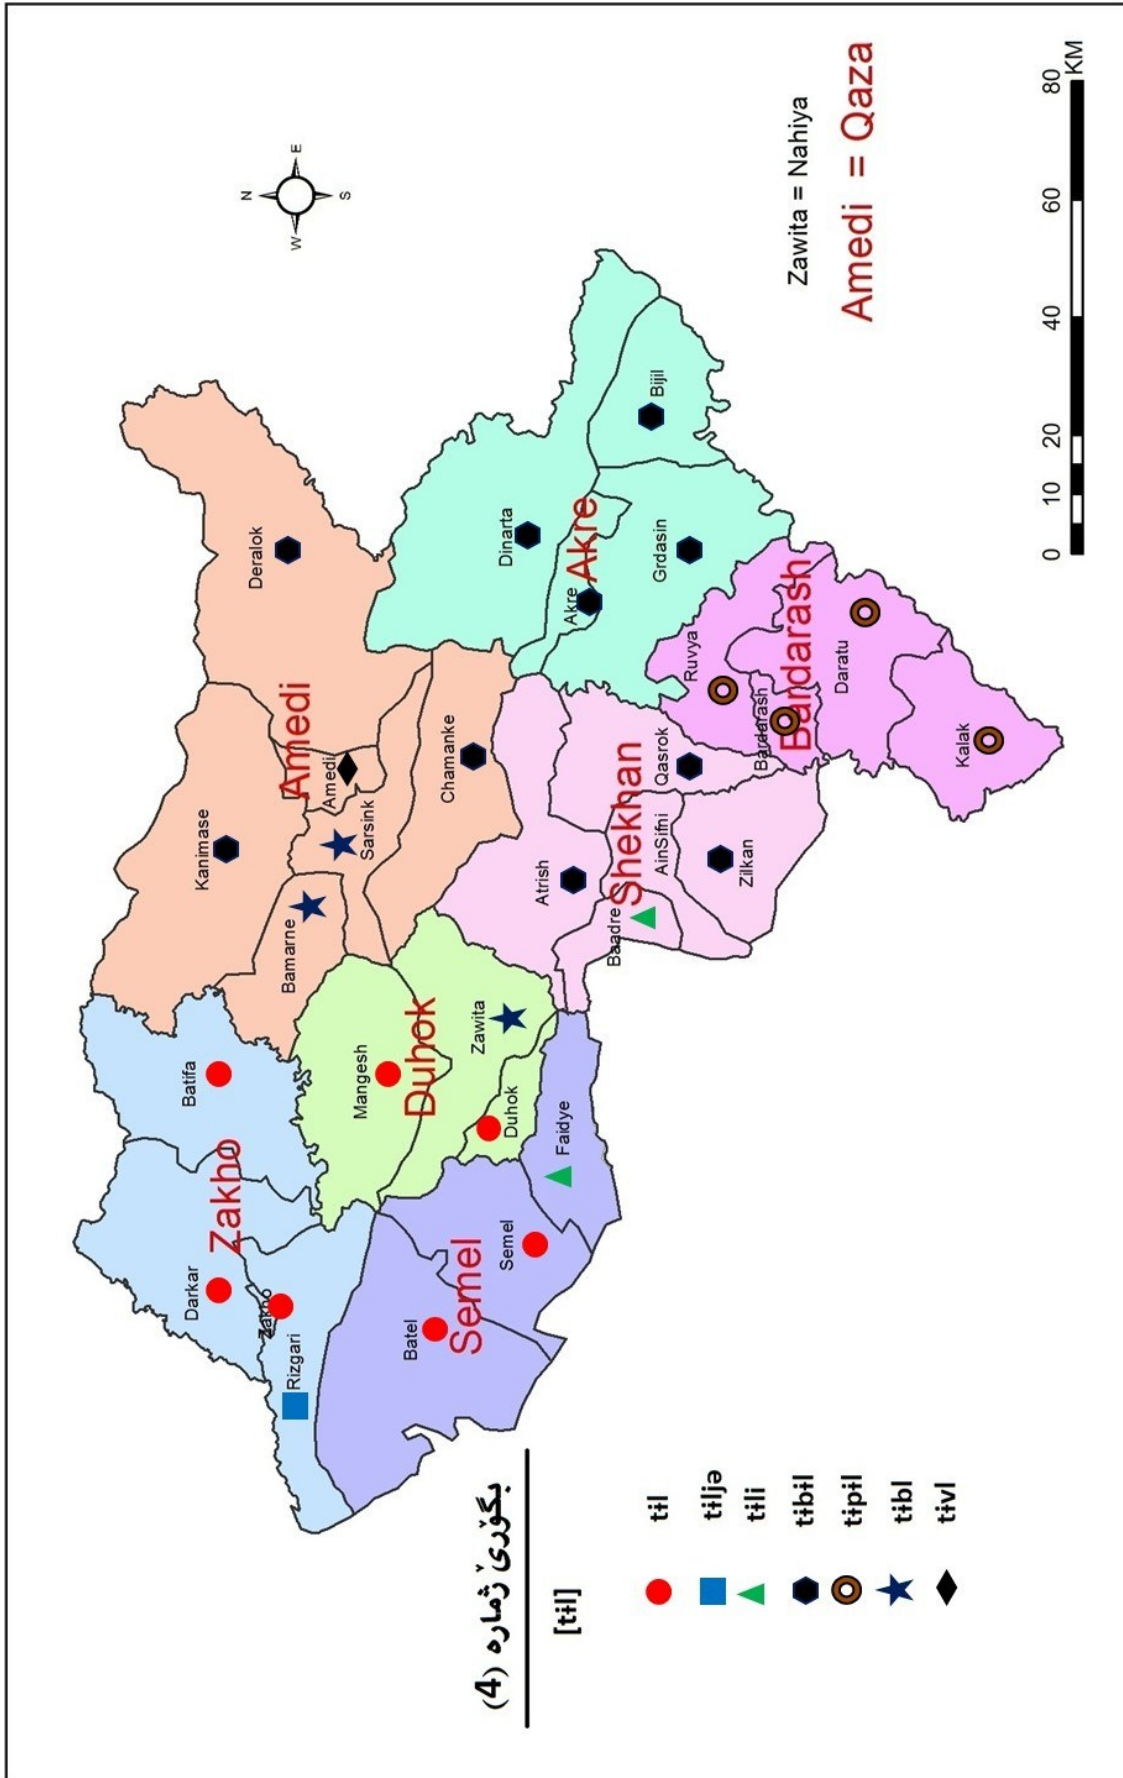 بگۆڕێ ژماره (4)
[tɨl]
tɨl
tɨljə
tɨli
tɨbɨl
tɨpɨl
tɨbl
tɨvl
N
W
E
S
Zakho
Darkar
Batifa
Zakho
Rizgari
Semel
Batel
Semel
Faidye
Duhok
Mangesh
Zawita
Duhok
Amedi
Kanimase
Deralok
Bamarne
Sarsink
Amedi
Chamanke
Shekhan
Atrish
Baadre
AinSifni
Qasrok
Zilkan
Akre
Dinarta
Akre
Grdasin
Bijil
Bardarash
Ruvya
Bardarash
Daratu
Kalak
Zawita = Nahiya
Amedi = Qaza
0 10 20 40 60 80
KM